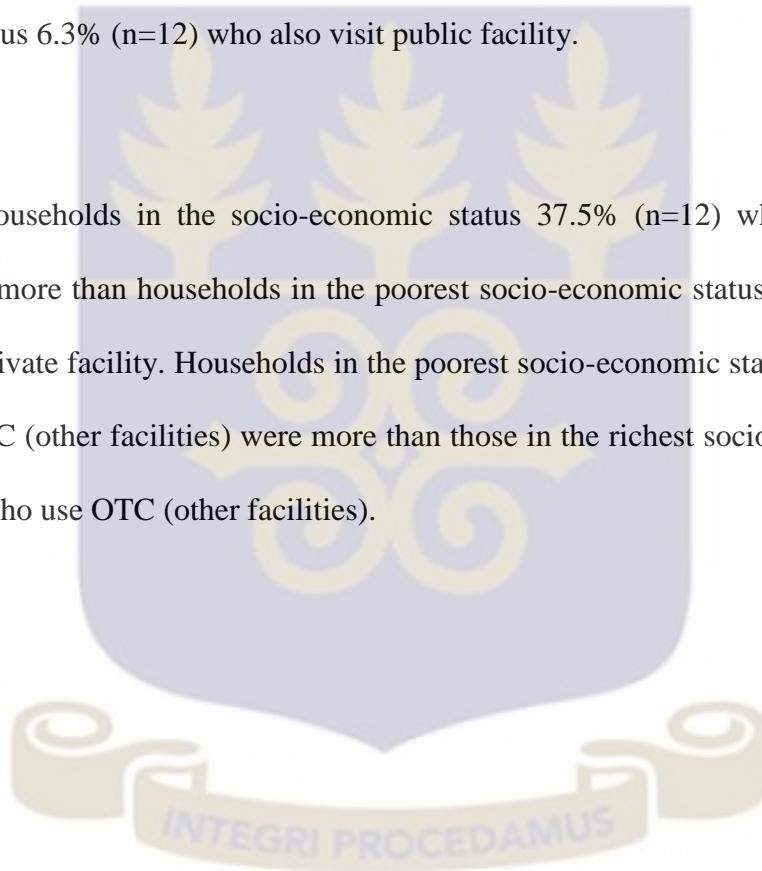 us 6.3% (n=12) who also visit public facility.
ouseholds in the socio-economic status 37.5% (n=12) wh
more than households in the poorest socio-economic status
ivate facility. Households in the poorest socio-economic sta
C (other facilities) were more than those in the richest socio
ho use OTC (other facilities).
INTEGRI PROCEDAMUS